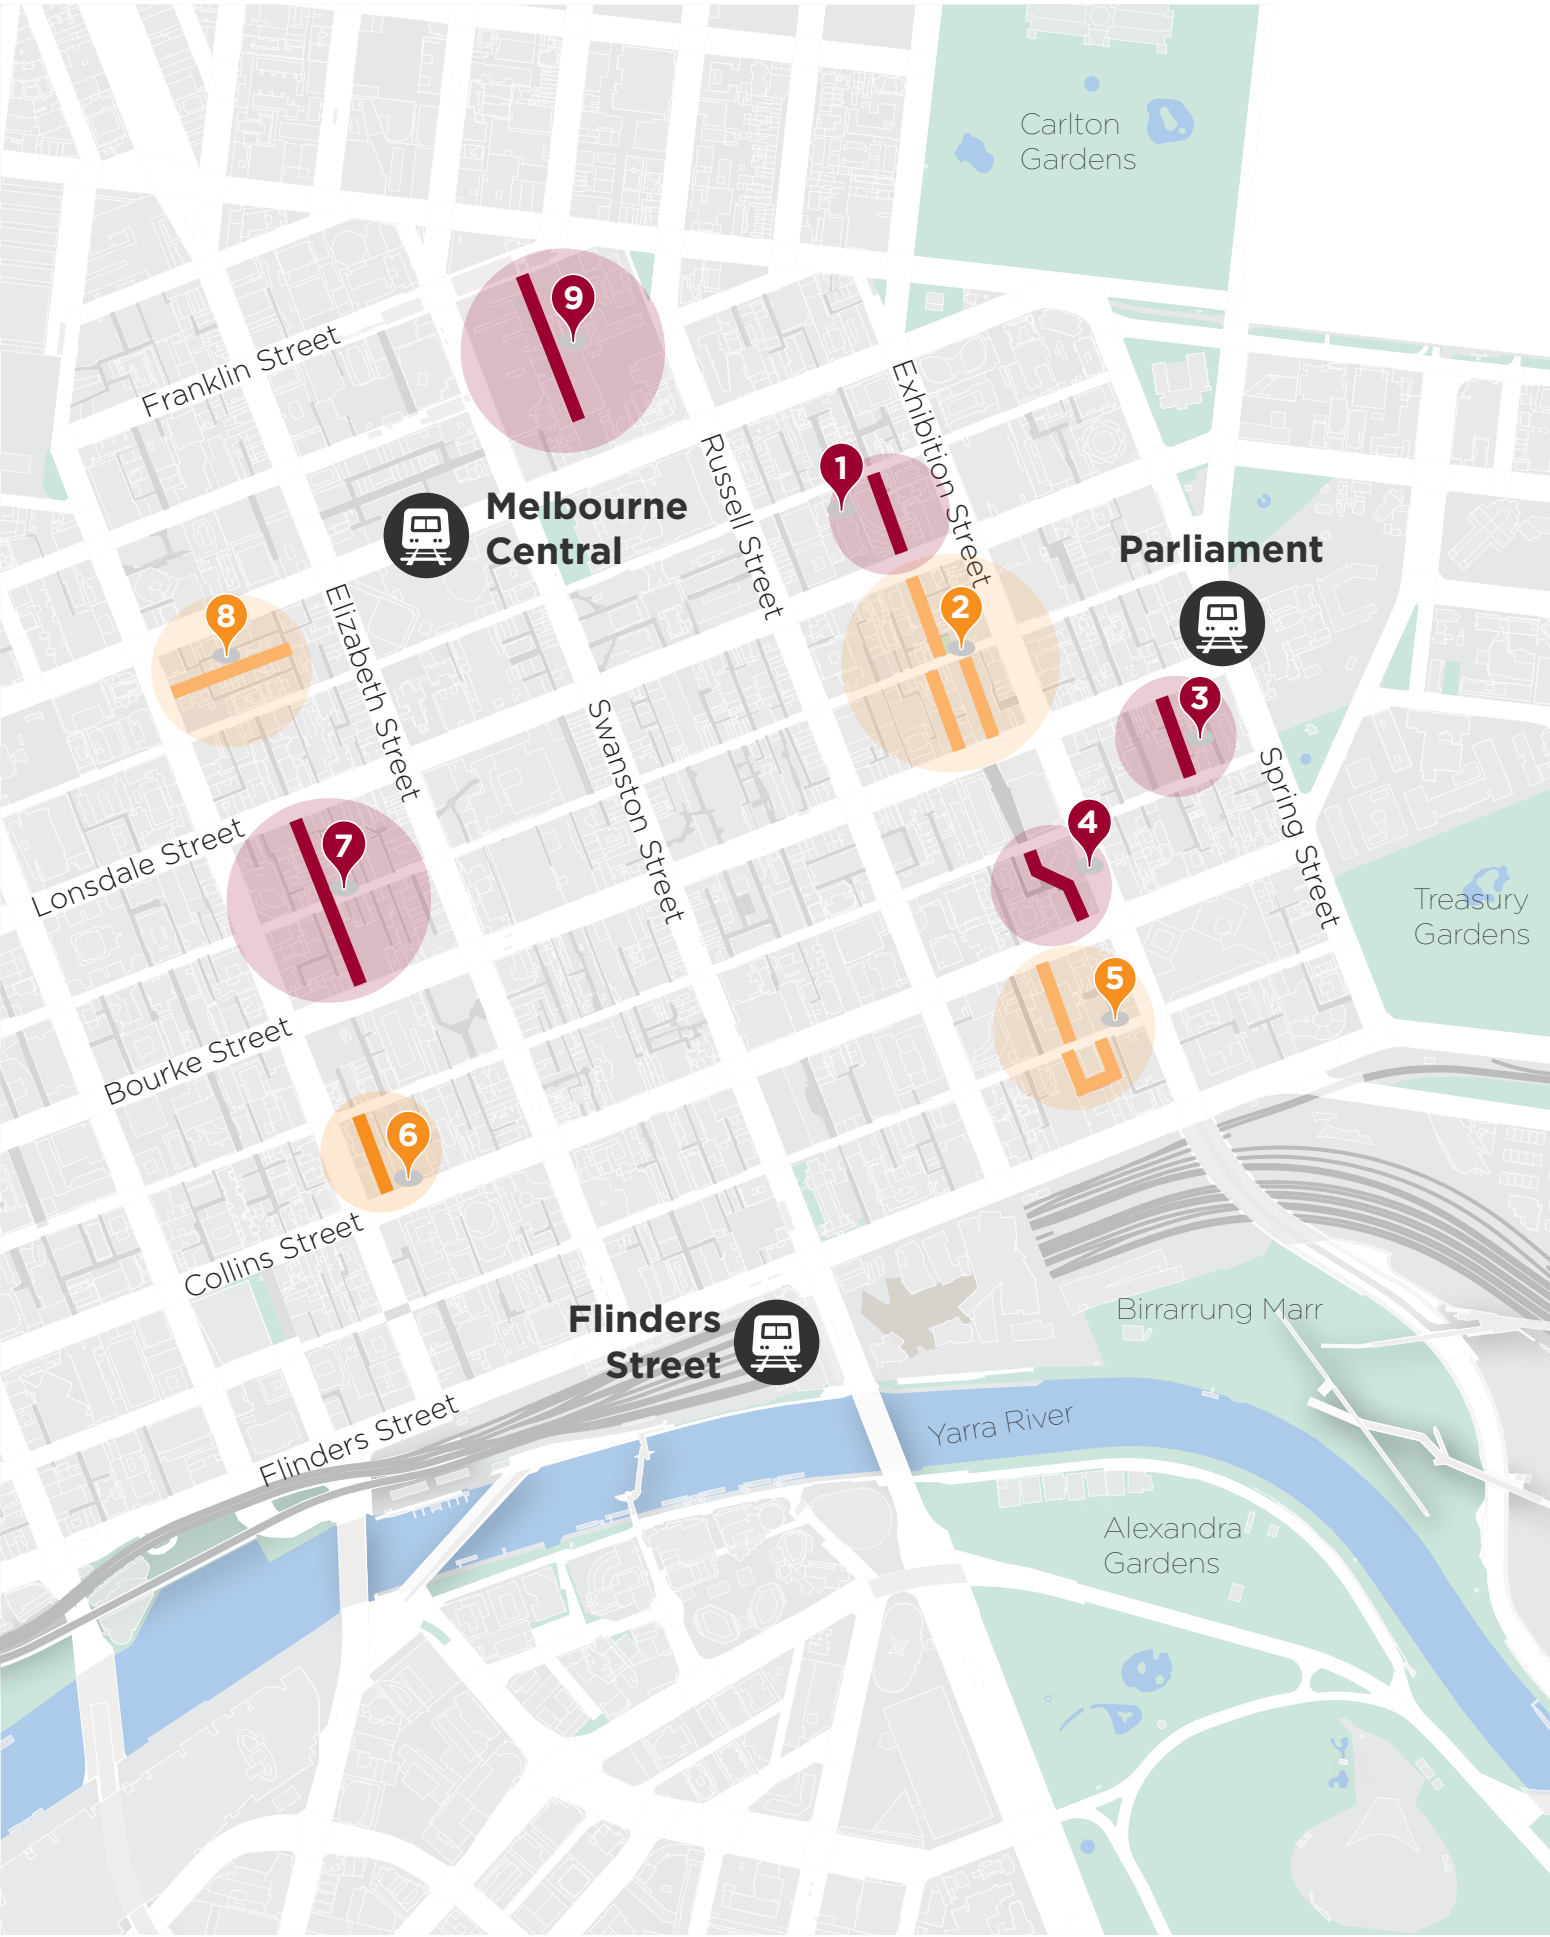 Carlton
Gardens
9
Franklin Street
Exhibition Street
Russell Street
1
Melbourne
Central
Parliament
8
Elizabeth Street
2
3
Swanston Street
Spring Street
4
7
Lonsdale Street
Treasury
Gardens
5
Bourke Street
6
Collins Street
Birrarrung Marr
Flinders
Street
Flinders Street
Yarra River
Alexandra
Gardens